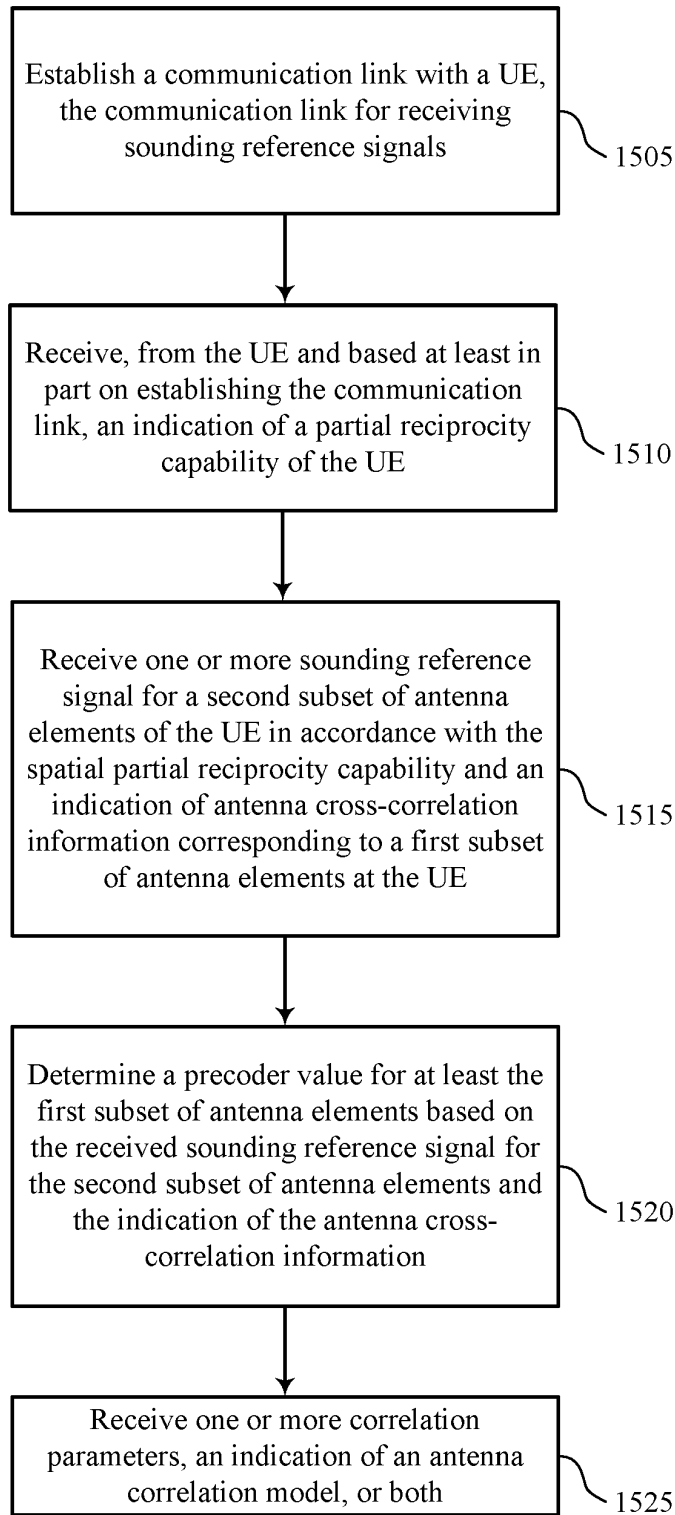 Establish a communication link with a UE,
the communication link for receiving
sounding reference signals
1505
Receive, from the UE and based at least in
part on establishing the communication
link, an indication of a partial reciprocity
capability of the UE
1510
Receive one or more sounding reference
signal for a second subset of antenna
elements of the UE in accordance with the
spatial partial reciprocity capability and an
indication of antenna cross-correlation
information corresponding to a first subset
of antenna elements at the UE
1515
Determine a precoder value for at least the
first subset of antenna elements based on
the received sounding reference signal for
the second subset of antenna elements and
the indication of the antenna cross-
correlation information
1520
Receive one or more correlation
parameters, an indication of an antenna
correlation model, or both
1525